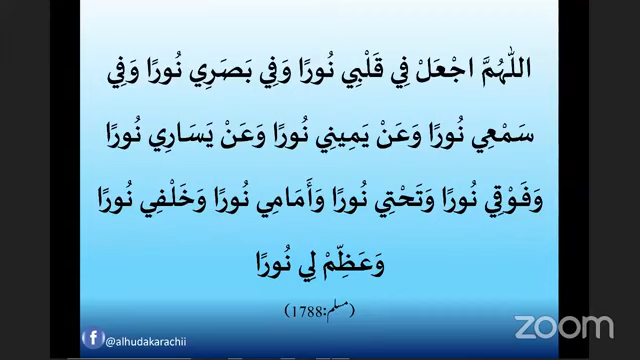 اللّٰهُمَّ اجْعَلْ فِي قَلْبِي نُورًا وَفِي بَصَرِي نُورًا وَفِي
سَمْعِي نُورًا وَعَنْ يَمِينِي نُورًا وَعَنْ يَسَارِي نُورًا
وَفَوْقِي نُورًا وَتَحْتِي نُورًا وَأَمَامِي نُورًا وَخَلْفِي نُورًا
وَعَظِّمْ لِي نُورًا
(مسلم:1788)
f @alhudakarachii
zoom